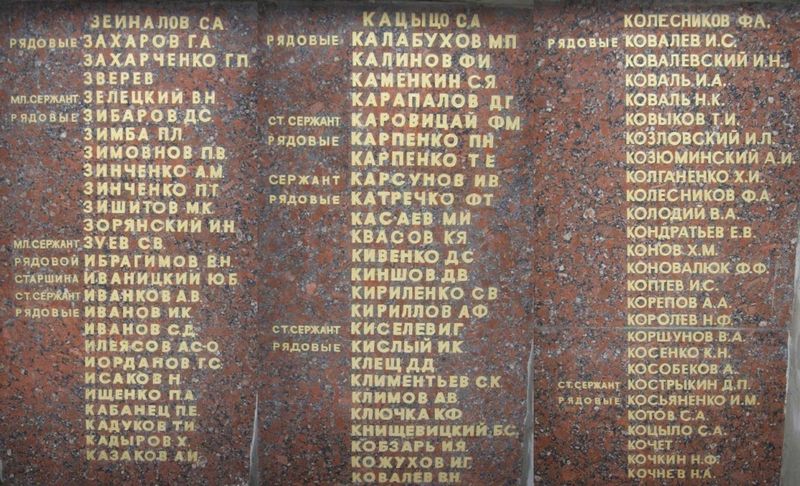 ЗЕЙНАЛОВ С.А.
РЯДОВЫЕ ЗАХАРОВ Г.А.
ЗАХАРЧЕНКО Г.П.
ЗВЕРЕВ
МЛ. СЕРЖАНТ ЗЕЛЕЦКИЙ В.Н.
РЯДОВЫЕ ЗИБАРОВ Д.С.
ЗИМБА П.Л.
ЗИМОВНОВ П.В.
ЗИНЧЕНКО А.М.
ЗИНЧЕНКО П.Т.
ЗИШИТОВ М.К.
ЗОРЯНСКИЙ И.Н.
МЛ. СЕРЖАНТ ЗУЕВ С.В.
РЯДОВОЙ ИБРАГИМОВ В.Н.
СТАРШИНА ИВАНИЦКИЙ Ю.Б.
СТ. СЕРЖАНТ ИВАНКОВ А.В.
РЯДОВЫЕ ИВАНОВ И.К.
ИВАНОВ С.Д.
ИЛЕЯСОВ АС-О.
ИОРДАНОВ Г.С.
ИСАКОВ Н.
ИЩЕНКО П.А.
КАБАНЕЦ П.Е.
КАДУКОВ Т.И.
КАДЫРОВ Х.
КАЗАКОВ А.И.
КАЦЫЦО С.А.
РЯДОВЫЕ КАЛАБУХОВ М.П.
КАЛИНОВ Ф.И.
КАМЕНКИН С.Я.
КАРАПАЛОВ Д.Г.
СТ. СЕРЖАНТ КАРОВИЦАЙ Ф.М.
РЯДОВЫЕ КАРПЕНКО П.Н.
КАРПЕНКО Т.Е.
СЕРЖАНТ КАРСУНОВ И.В.
РЯДОВЫЕ КАТРЕЧКО Ф.Т.
КАСАЕВ М.И.
КВАСОВ К.Я.
КИВЕНКО Д.С.
КИНШОВ Д.В.
КИРИЛЕНКО С.В.
КИРИЛЛОВ А.Ф.
СТ. СЕРЖАНТ КИСЕЛЕВ И.Г.
РЯДОВЫЕ КИСЛЫЙ И.К.
КЛЕЩ Д.Д.
КЛИМЕНТЬЕВ С.К.
КЛИМОВ А.В.
КЛЮЧКА К.Ф.
КНИЩЕВИЦКИЙ Б.С.
КОБЗАРЬ И.Я.
КОЖУХОВ И.Г.
КОВАЛЕВ В.Н.
КОЛЕСНИКОВ Ф.А.
РЯДОВЫЕ КОВАЛЕВ И.С.
КОВАЛЕВСКИЙ И.Н.
КОВАЛЬ И.А.
КОВАЛЬ Н.К.
КОВЫКОВ Т.И.
КОЗЛОВСКИЙ И.Л.
КОЗЮМИНСКИЙ А.И.
КОЛГАНЕНКО Х.И.
КОЛЕСНИКОВ Ф.А.
КОЛОДИЙ В.А.
КОНДРАТЬЕВ Е.В.
КОНОВ Х.М.
КОНОВАЛЮК Ф.Ф.
КОПТЕВ И.С.
КОРЕПОВ А.А.
КОРОЛЕВ Н.Ф.
КОРШУНОВ В.А.
КОСЕНКО К.Н.
КОСОБЕКОВ А.
СТ. СЕРЖАНТ КОСТРЫКИН Д.П.
РЯДОВЫЕ КОСЬЯНЕНКО И.М.
КОТОВ С.А.
КОЦЫЛО С.А.
КОЧЕТ
КОЧКИН Н.Ф.
КОЧНЕВ Н.А.